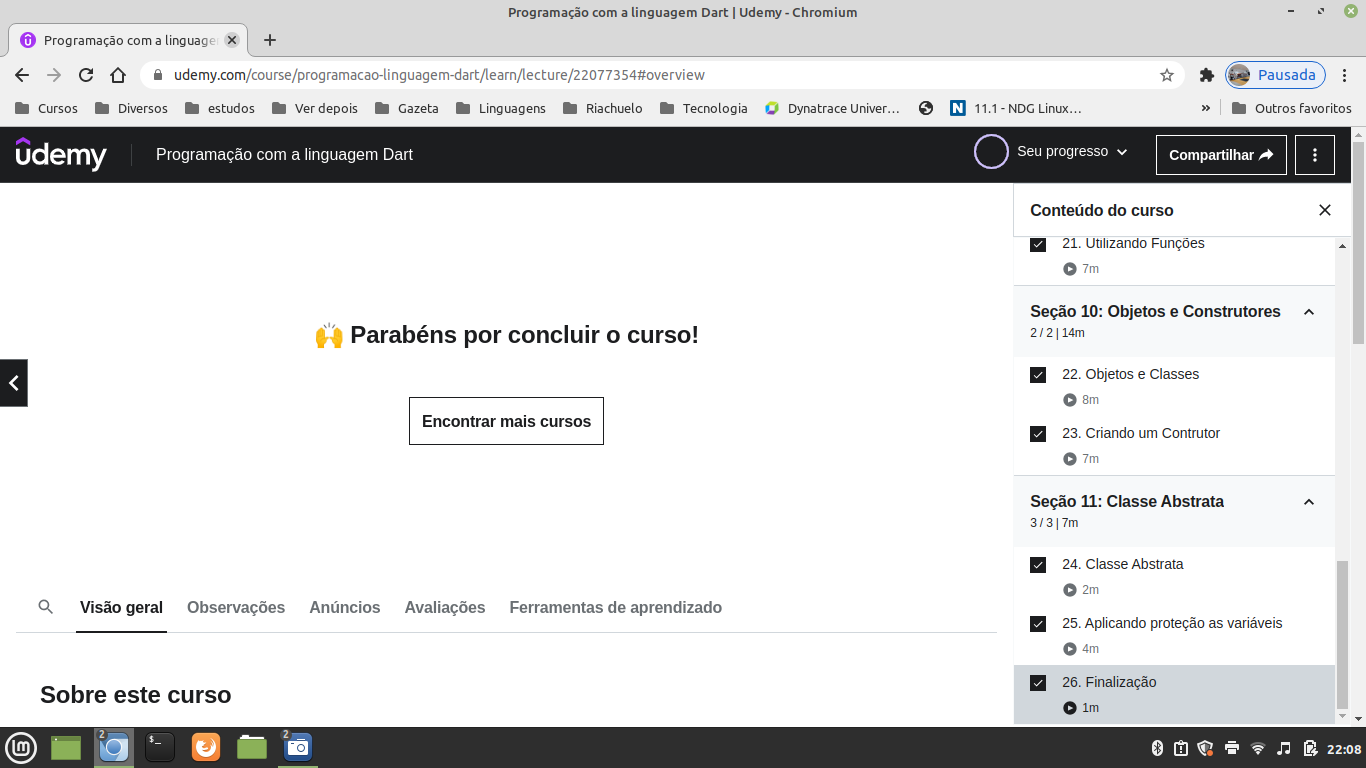 Programação com a linguagem Dart | Udemy - Chromium
Programação com a linguage
udemy.com/course/programacao-linguagem-dart/learn/lecture/22077354#overview
Pausada
Cursos Diversos estudos Ver depois Gazeta Linguagens Riachuelo Tecnologia Dynatrace Univer… 11.1 - NDG Linux… » Outros favoritos
udemy Programação com a linguagem Dart Seu progresso Compartilhar
Conteúdo do curso
21. Utilizando Funções
7m
Seção 10: Objetos e Construtores
2 / 2 | 14m
🙌 Parabéns por concluir o curso!
22. Objetos e Classes
8m
Encontrar mais cursos
23. Criando um Contrutor
7m
Seção 11: Classe Abstrata
3 / 3 | 7m
24. Classe Abstrata
2m
Visão geral Observações Anúncios Avaliações Ferramentas de aprendizado
25. Aplicando proteção as variáveis
4m
26. Finalização
1m
Sobre este curso
2 2 22:08